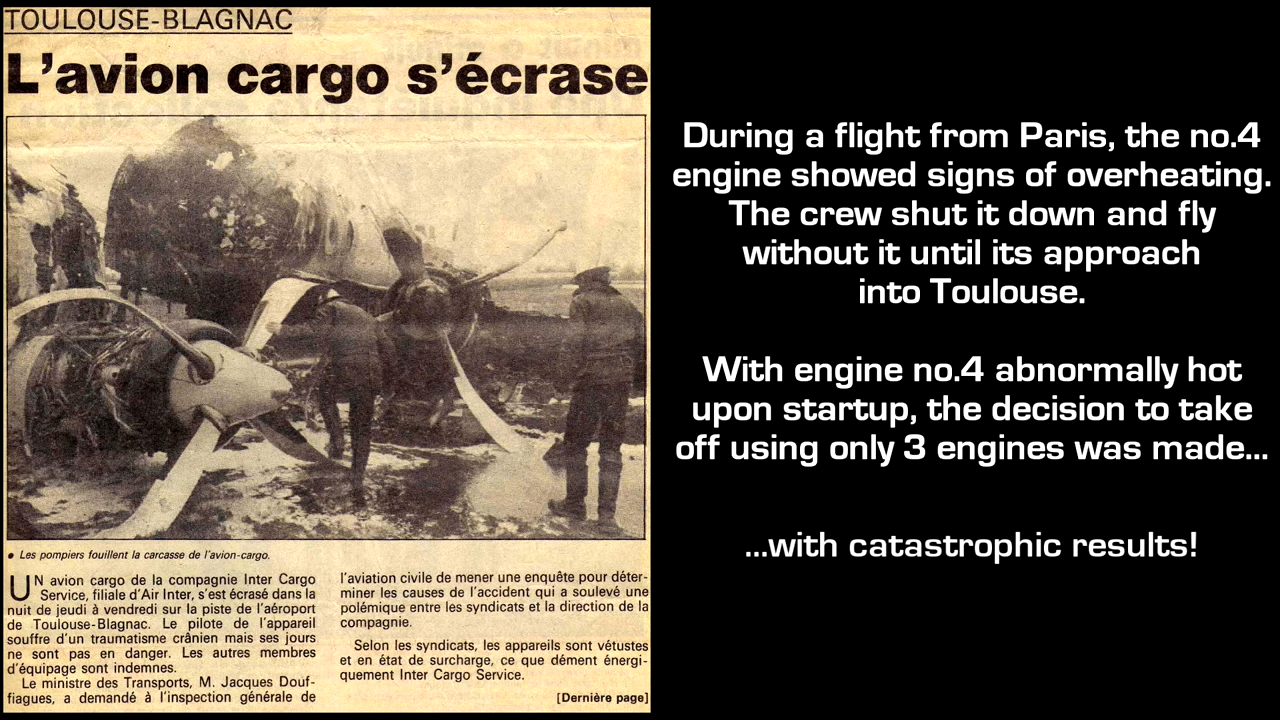 TOULOUSE-BLAGNAC
L'avion cargo s'écrase
• Les pompiers fouillent la carcasse de l'avion-cargo.
UN avion cargo de la compagnie Inter Cargo
Service, filiale d'Air Inter, s'est écrasé dans la
nuit de jeudi à vendredi sur la piste de l'aéroport
de Toulouse-Blagnac. Le pilote de l'appareil
souffre d'un traumatisme crânien mais ses jours
ne sont pas en danger. Les autres membres
d'équipage sont indemnes.
Le ministre des Transports, M. Jacques Douf-
fiagues, a demandé à l'inspection générale de
l'aviation civile de mener une enquête pour déter-
miner les causes de l'accident qui a soulevé une
polémique entre les syndicats et la direction de la
compagnie.
Selon les syndicats, les appareils sont vétustes
et en état de surcharge, ce que dément énergi-
quement Inter Cargo Service.
[Dernière page]
During a flight from Paris, the no.4
engine showed signs of overheating.
The crew shut it down and fly
without it until its approach
into Toulouse.
With engine no.4 abnormally hot
upon startup, the decision to take
off using only 3 engines was made...
...with catastrophic results!